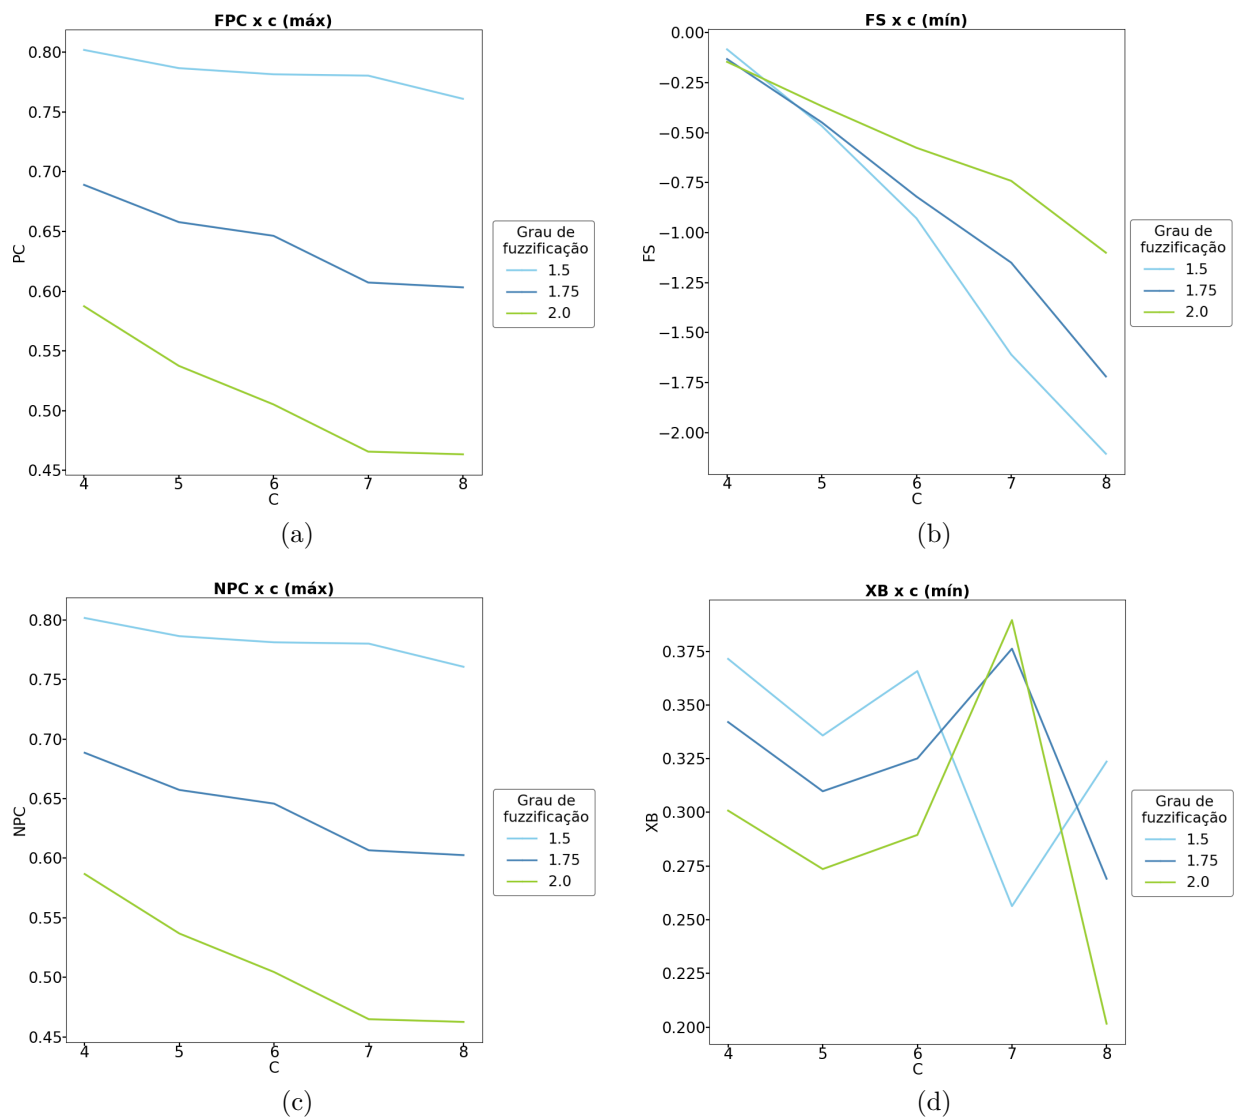 FPC x c (máx)
0.80
0.75
0.70
0.65
0.60
0.55
0.50
0.45
PC
4 5 6 7 8
C
Grau de
fuzzificação
1.5
1.75
2.0
(a)
FS x c (mín)
0.00
−0.25
−0.50
−0.75
−1.00
−1.25
−1.50
−1.75
−2.00
FS
4 5 6 7 8
C
Grau de
fuzzificação
1.5
1.75
2.0
(b)
NPC x c (máx)
0.80
0.75
0.70
0.65
0.60
0.55
0.50
0.45
NPC
4 5 6 7 8
C
Grau de
fuzzificação
1.5
1.75
2.0
(c)
XB x c (mín)
0.375
0.350
0.325
0.300
0.275
0.250
0.225
0.200
XB
4 5 6 7 8
C
Grau de
fuzzificação
1.5
1.75
2.0
(d)